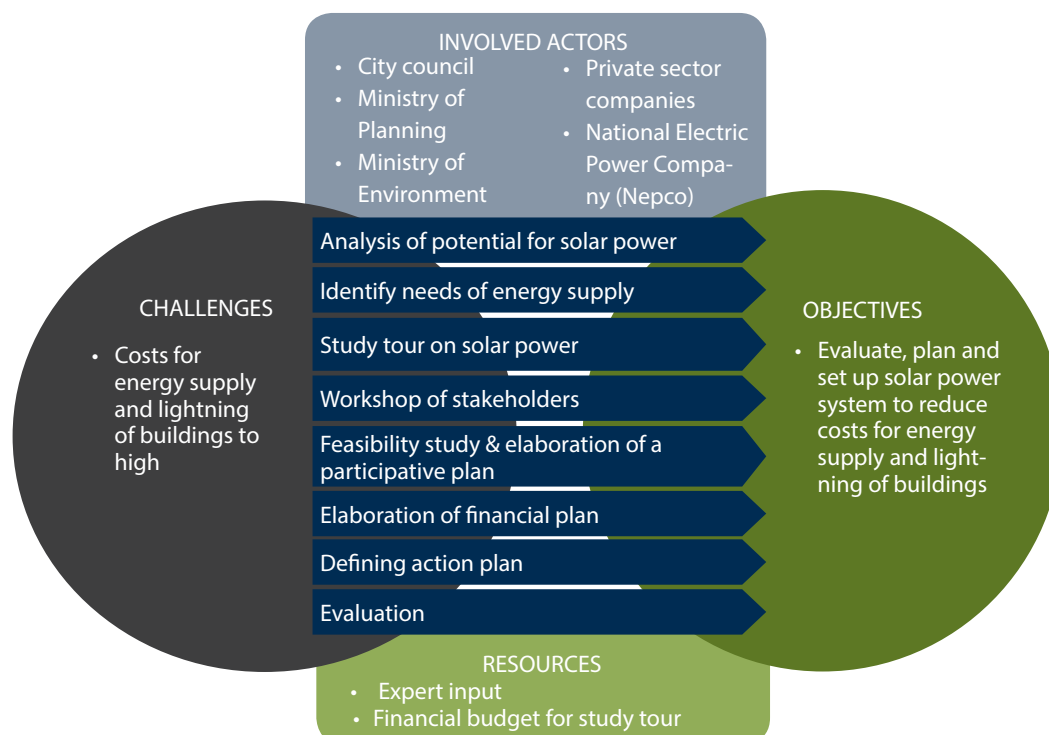 INVOLVED ACTORS
• City council
• Ministry of
Planning
• Ministry of
Environment
• Private sector
companies
• National Electric
Power Compa-
ny (Nepco)
CHALLENGES
• Costs for
energy supply
and lightning
of buildings to
high
Analysis of potential for solar power
Identify needs of energy supply
Study tour on solar power
Workshop of stakeholders
Feasibility study & elaboration of a
participative plan
Elaboration of financial plan
Defining action plan
Evaluation
OBJECTIVES
• Evaluate, plan and
set up solar power
system to reduce
costs for energy
supply and light-
ning of buildings
RESOURCES
• Expert input
• Financial budget for study tour